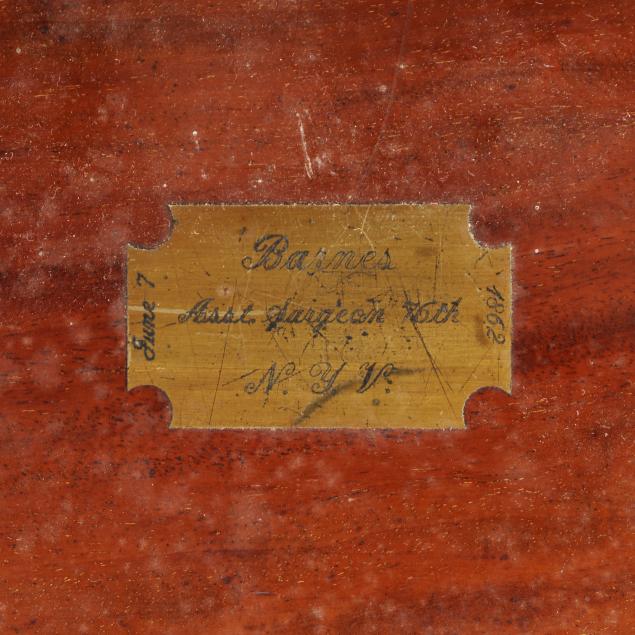 Barnes
Asst. Surgeon 76th
N. Y. V.
June 7
1862